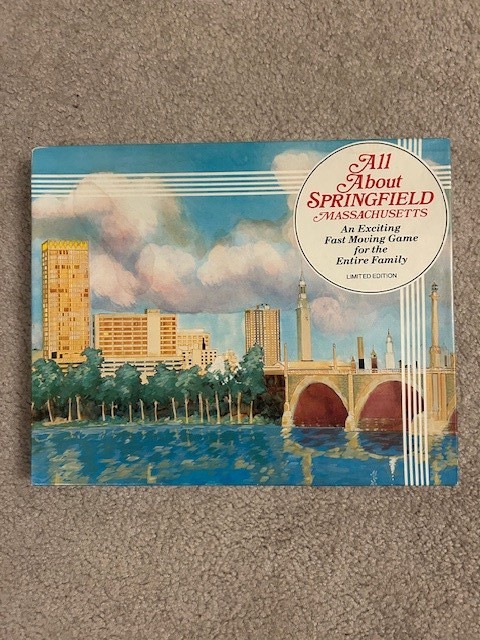 All
About
SPRINGFIELD
MASSACHUSETTS
An Exciting
Fast Moving Game
for the
Entire Family
LIMITED EDITION